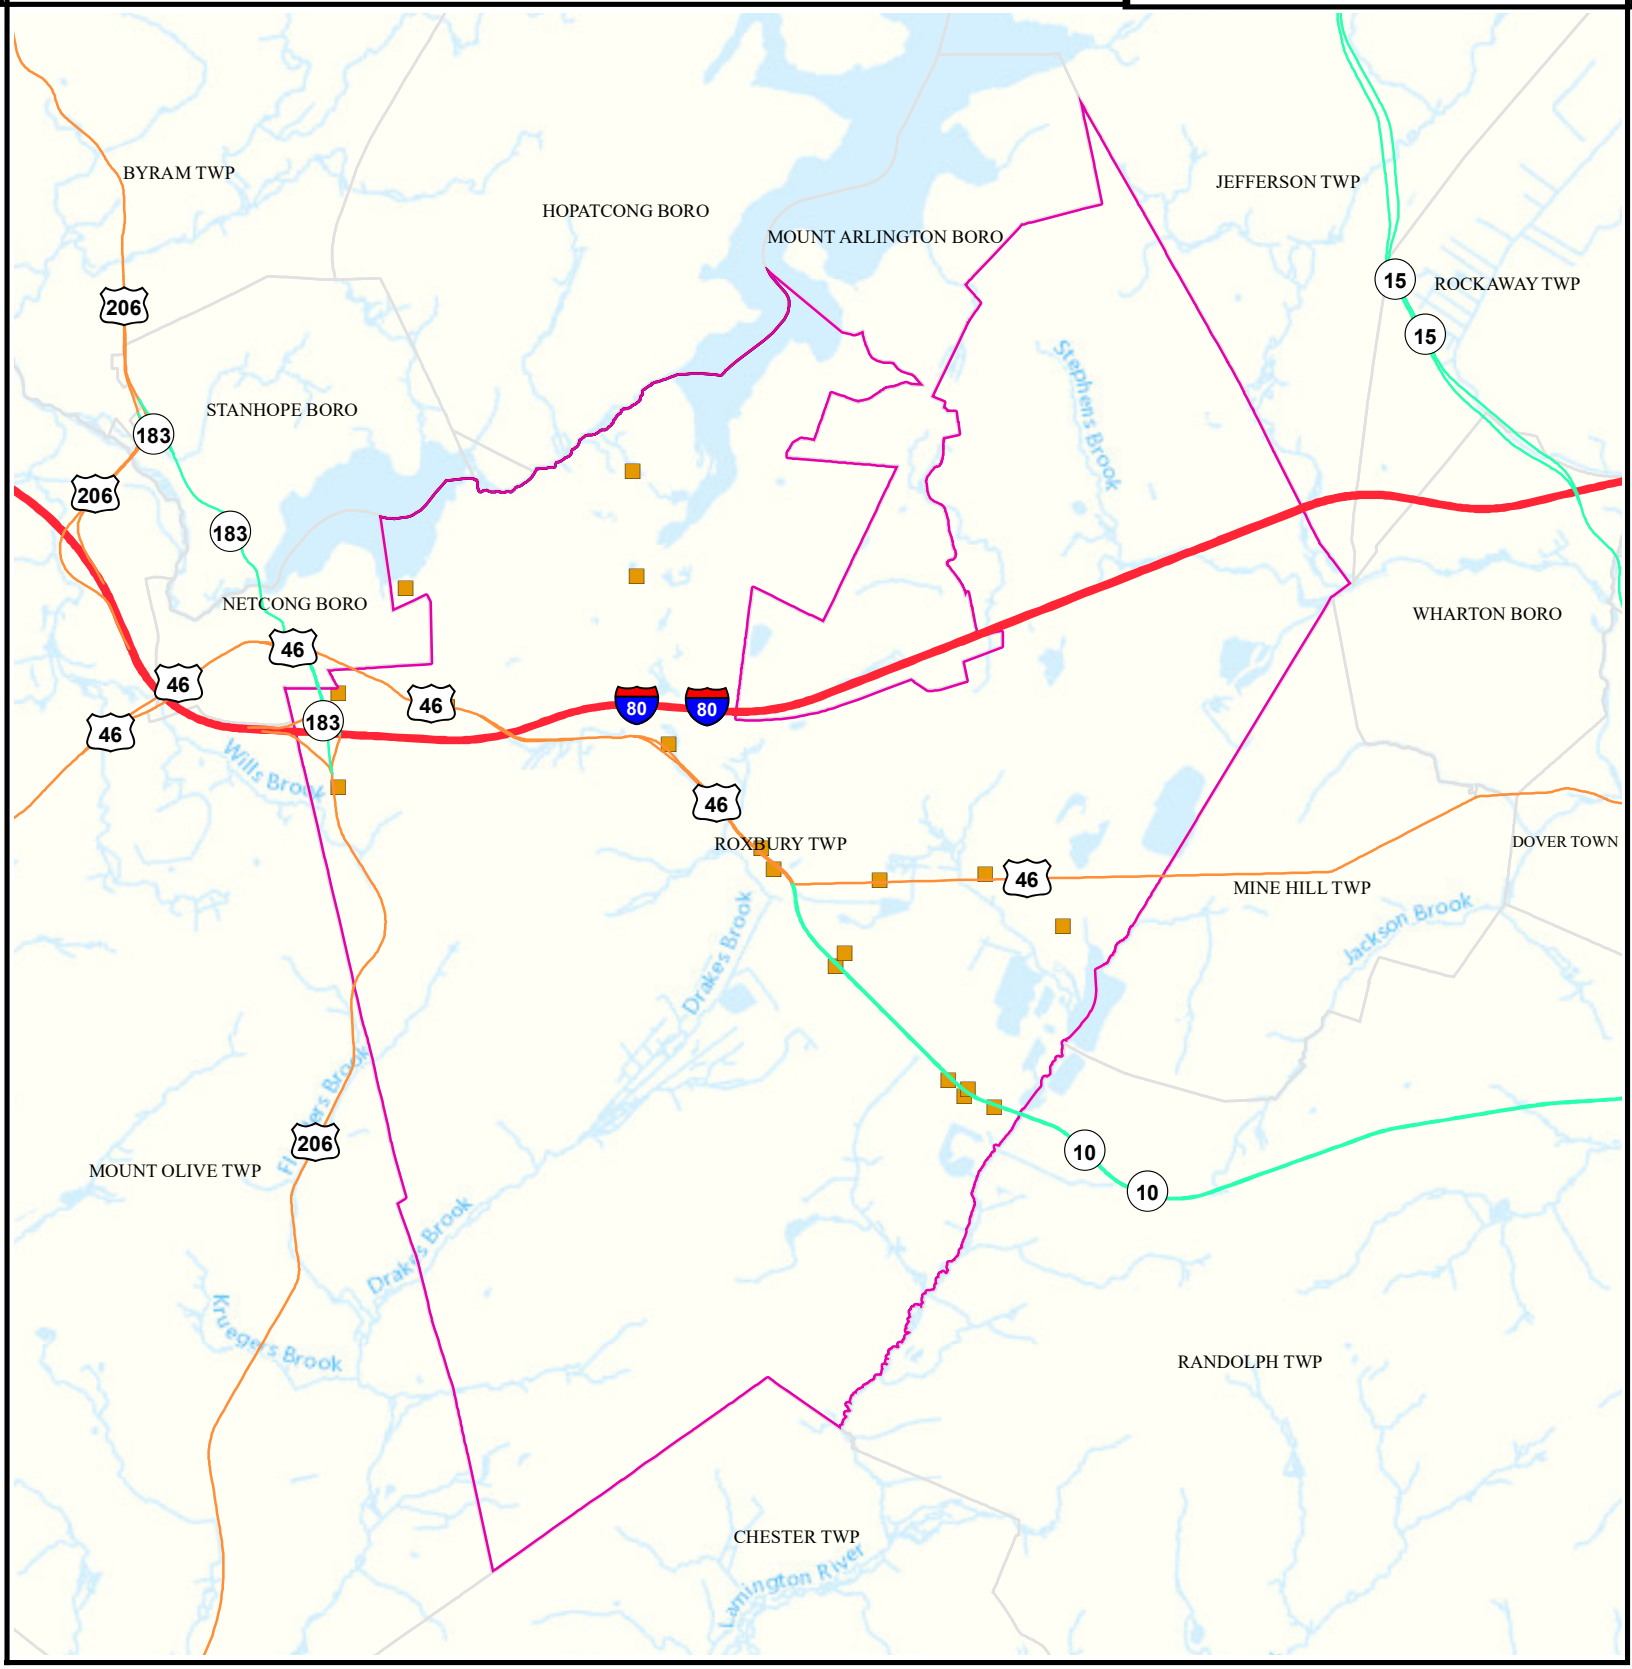 BYRAM TWP
JEFFERSON TWP
HOPATCONG BORO
MOUNT ARLINGTON BORO
15
ROCKAWAY TWP
206
15
Stephens Brook
STANHOPE BORO
183
206
183
NETCONG BORO
WHARTON BORO
46
46
46
80
80
183
46
Wills Brook
46
ROXBURY TWP
DOVER TOWN
46
MINE HILL TWP
Jackson Brook
Drakes Brook
Brook
206
10
MOUNT OLIVE TWP
10
Drakes Brook
Kruegers Brook
RANDOLPH TWP
CHESTER TWP
Lamington River